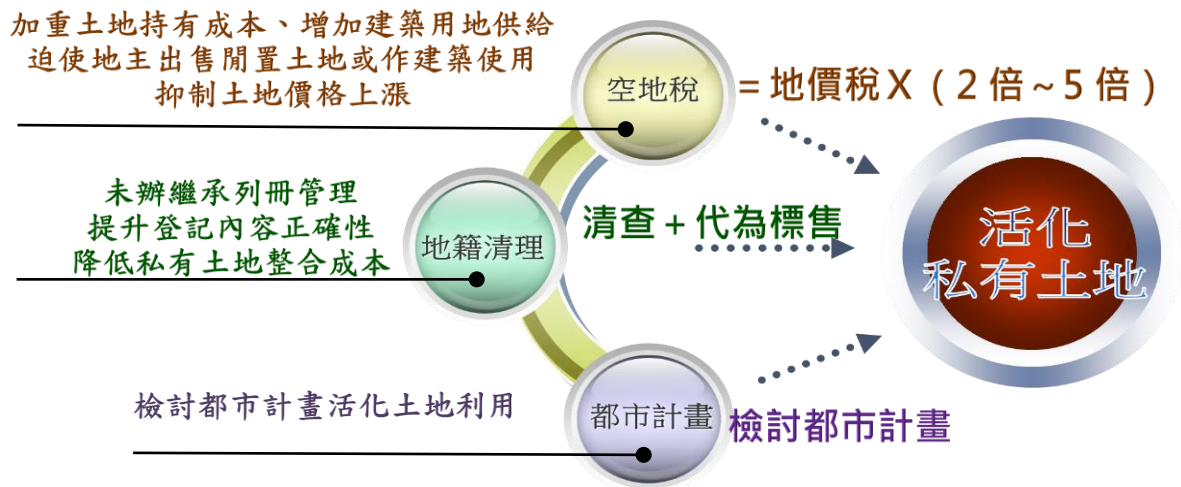 加重土地持有成本、增加建築用地供給
迫使地主出售閒置土地或作建築使用
抑制土地價格上漲
空地稅
=地價稅X(2倍~5倍)
未辦繼承列冊管理
提升登記內容正確性
降低私有土地整合成本
地籍清理
清查+代為標售
活化
私有土地
檢討都市計畫活化土地利用
都市計畫
檢討都市計畫